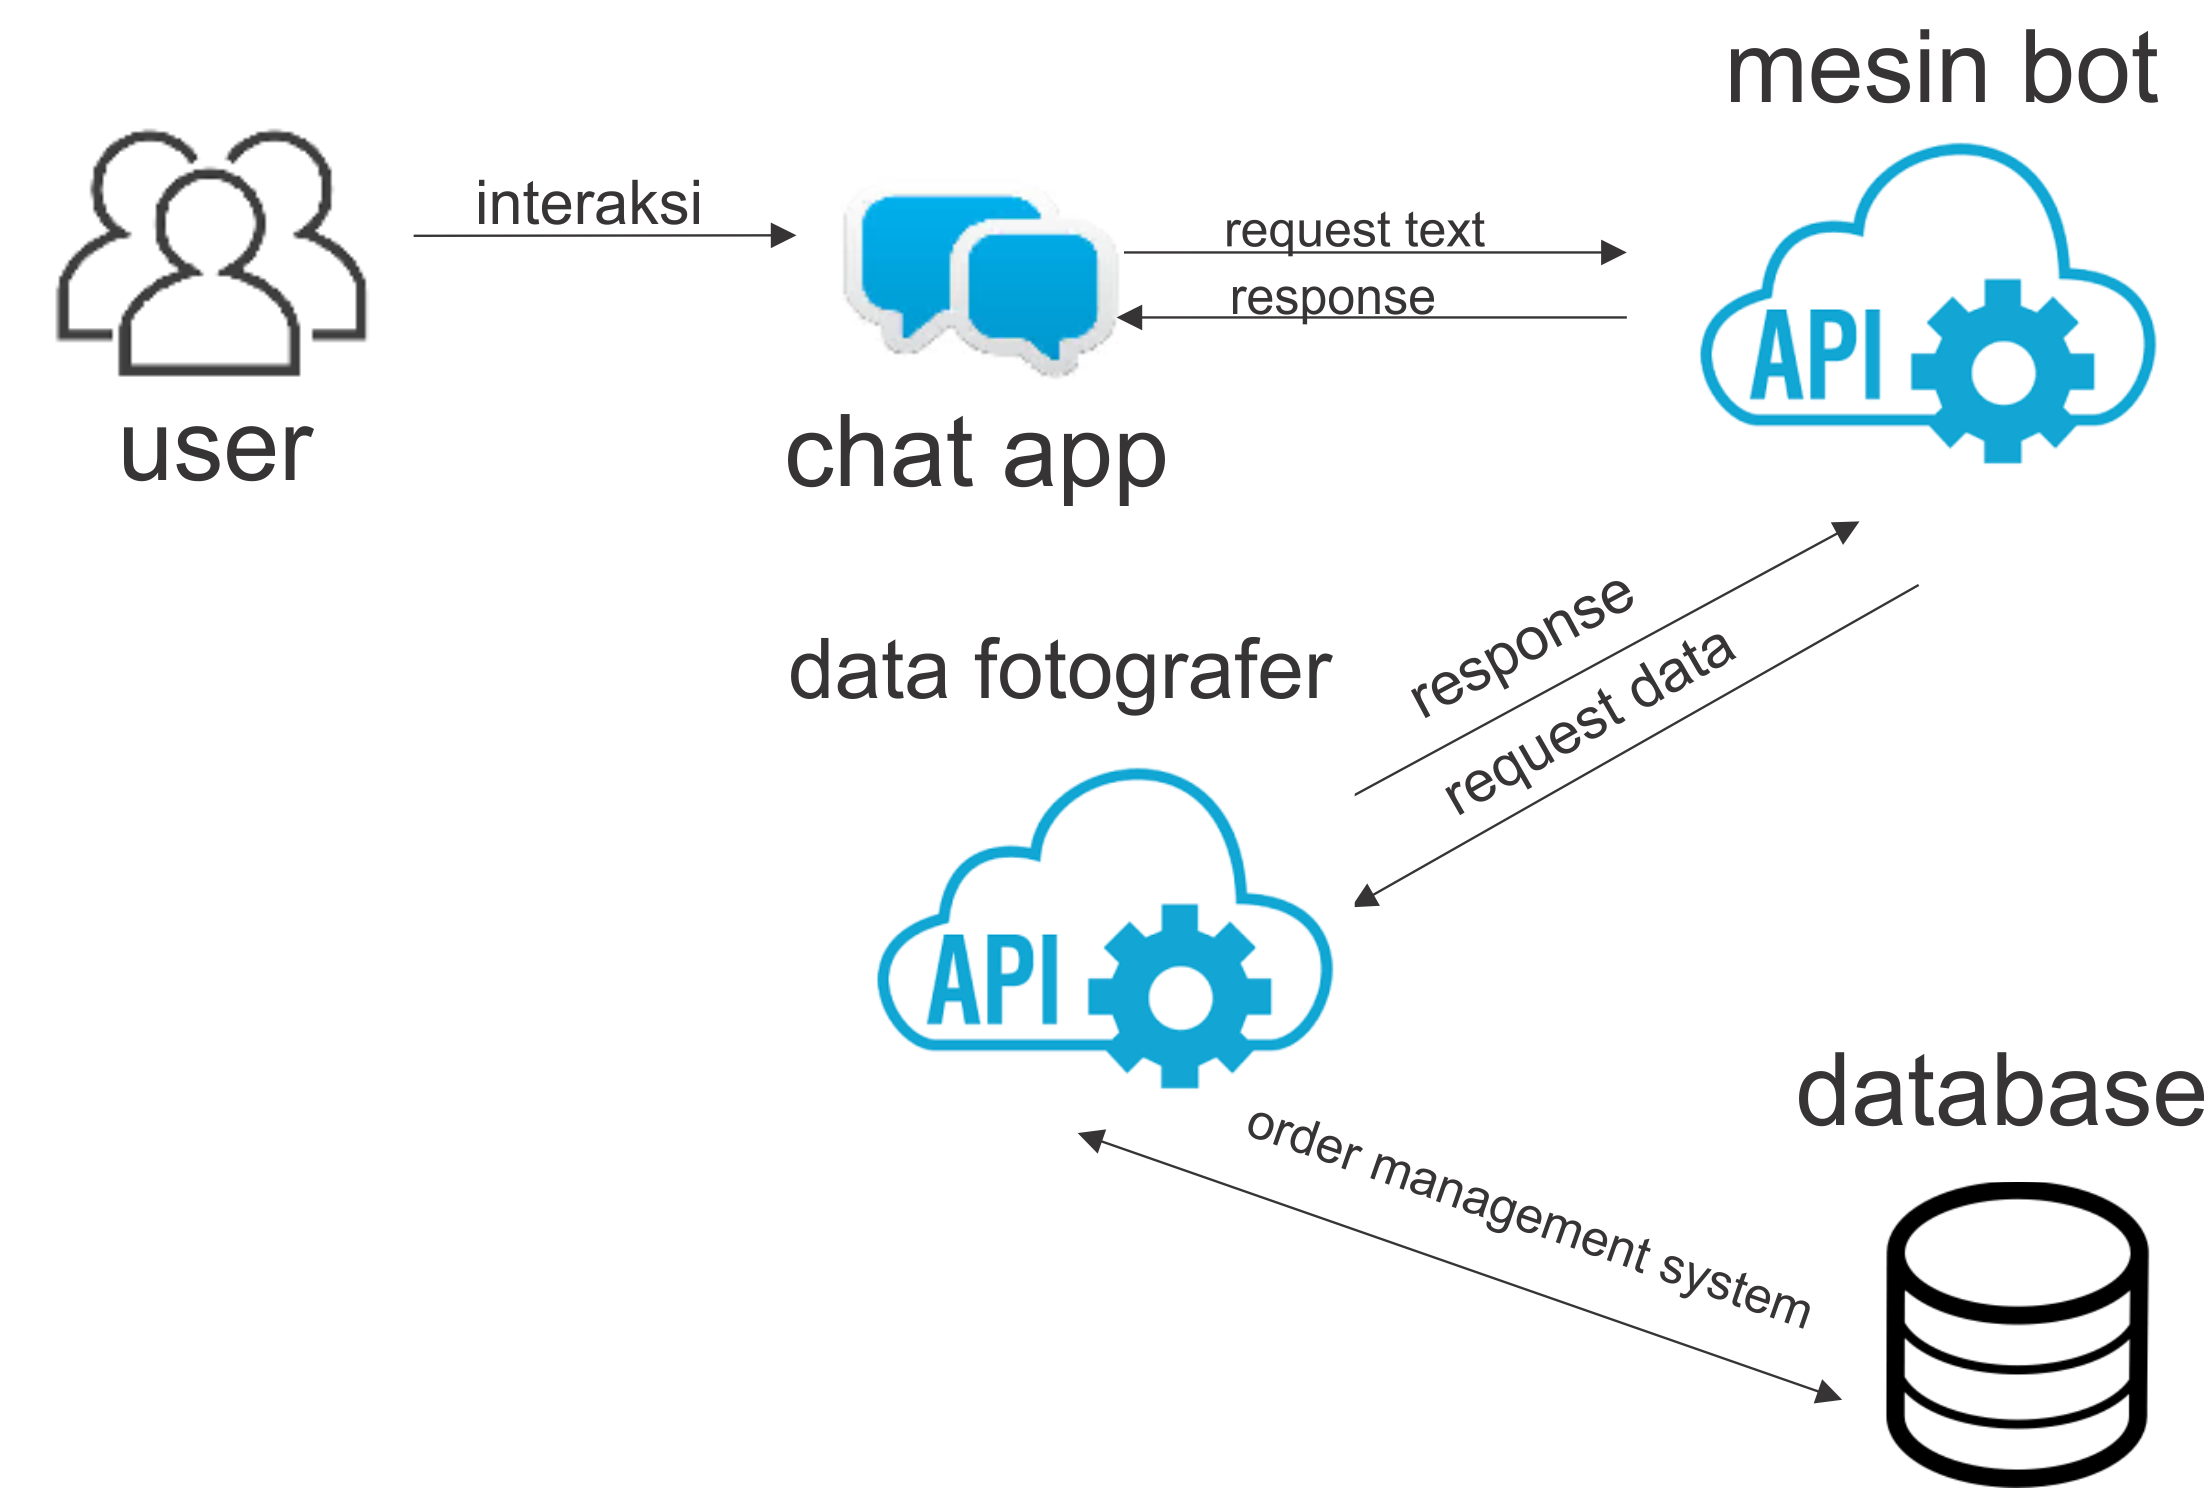 mesin bot
interaksi
request text
response
API
user
chat app
response
request data
data fotografer
API
order management system
database